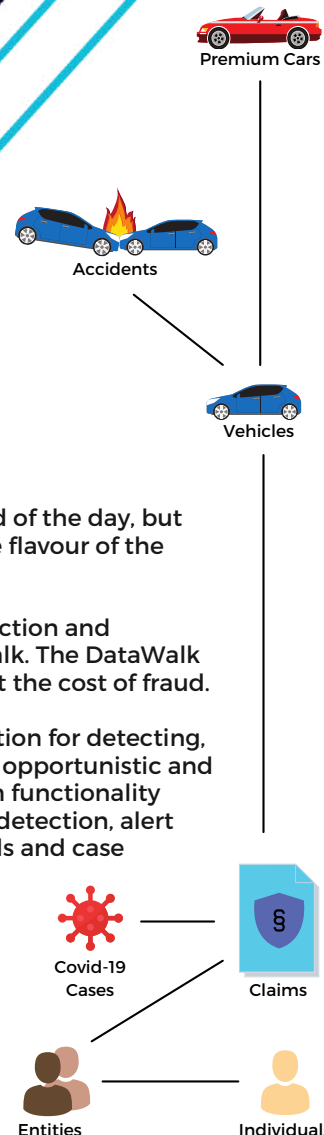 Premium Cars
Accidents
Vehicles
d of the day, but
e flavour of the
ction and
alk. The DataWalk
t the cost of fraud.
tion for detecting,
opportunistic and
n functionality
detection, alert
ls and case
Covid-19
Cases
§
Claims
Entities
Individual